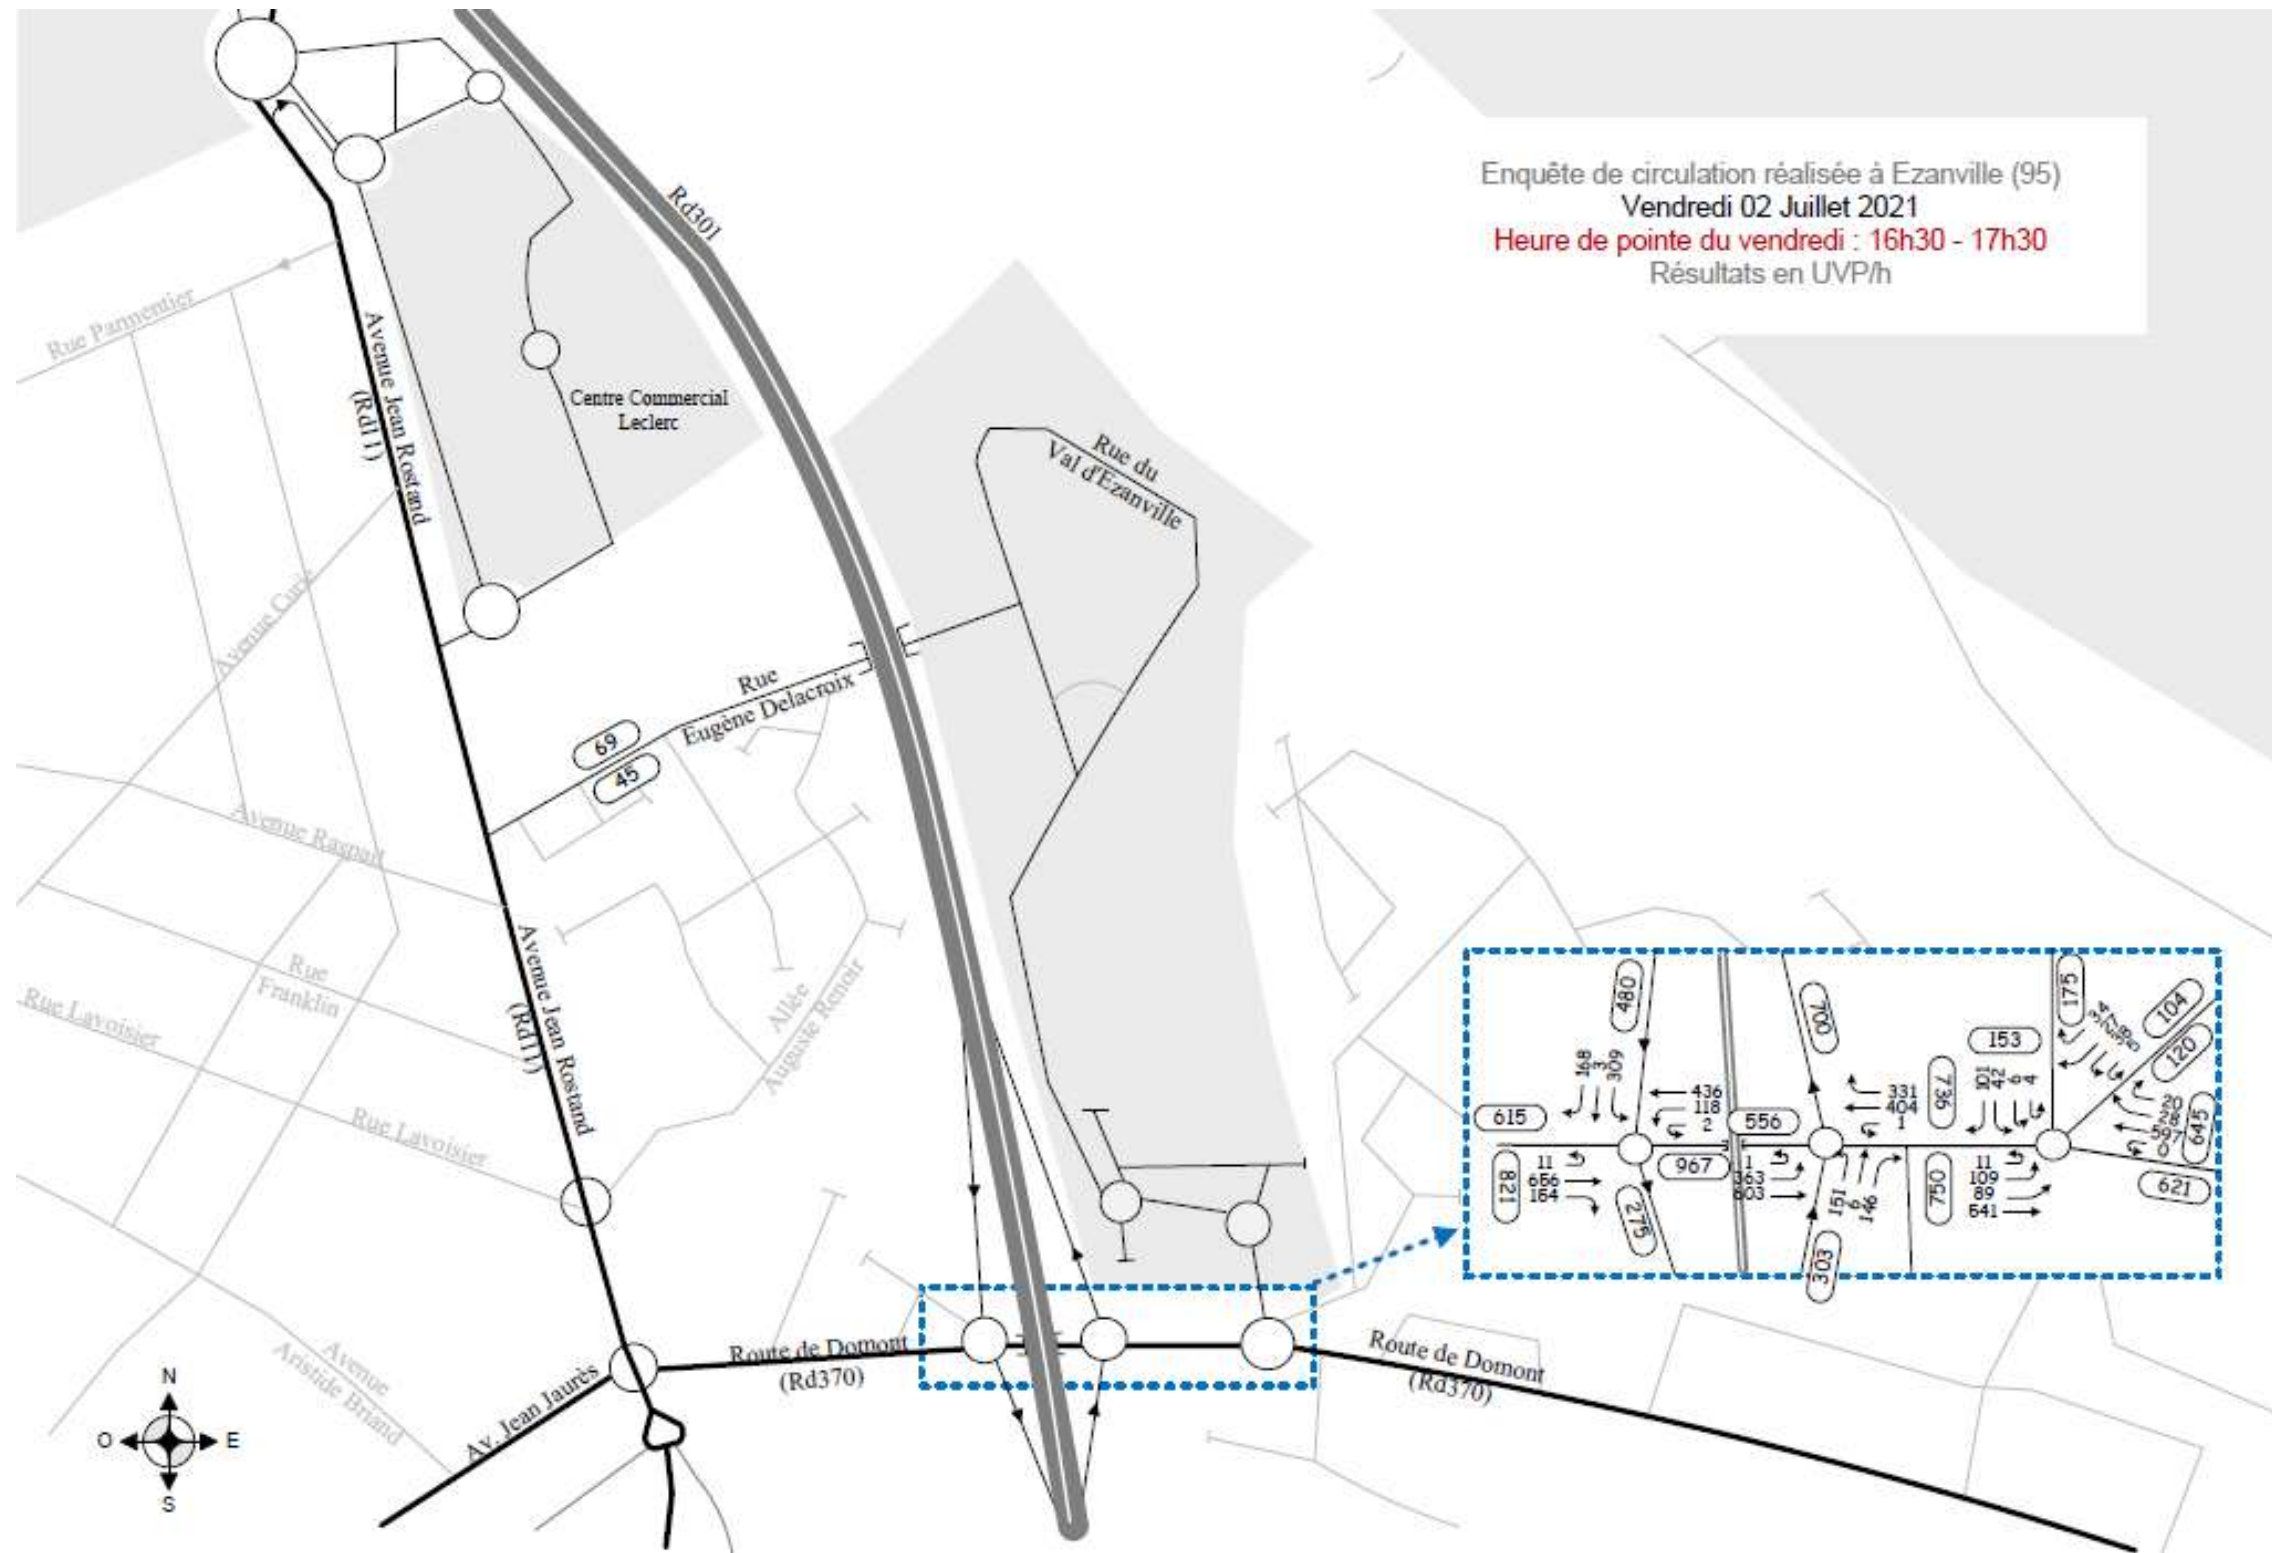 Enquête de circulation réalisée à Ezanville (95)
Vendredi 02 Juillet 2021
Heure de pointe du vendredi : 16h30 - 17h30
Résultats en UVP/h
Rd301
Rue Parmentier
Avenue Jean Rostand
(Rd11)
Centre Commercial
Leclerc
Rue du
Val d'Ezanville
Avenue Curie
Rue
Eugène Delacroix
69
45
Avenue Raspail
Rue
Franklin
Rue Lavoisier
Avenue Jean Rostand
(Rd11)
Allée
Auguste Renoir
Rue Lavoisier
Avenue
Aristide Briand
Av. Jean Jaurès
Route de Domont
(Rd370)
Route de Domont
(Rd370)
N
O
E
S
480
700
175
104
120
153
168
3
309
436
118
2
331
404
1
736
101
42
6
4
20
28
597
0
645
615
556
821
11
656
154
967
1
363
603
151
6
146
750
11
109
89
541
621
275
303